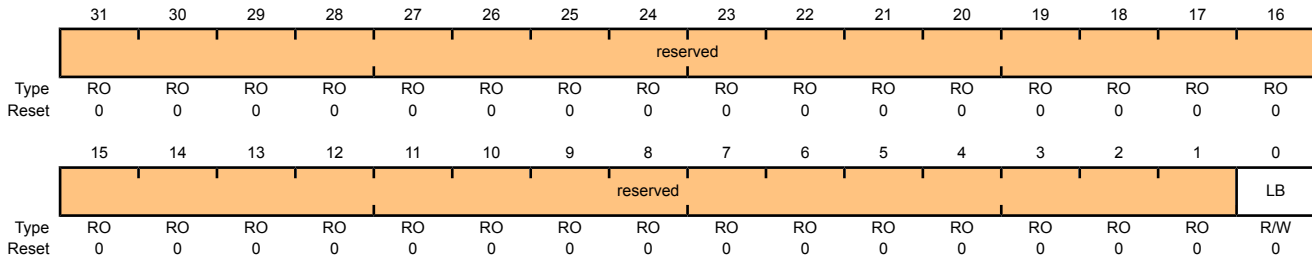 31 30 29 28 27 26 25 24 23 22 21 20 19 18 17 16
reserved
Type RO RO RO RO RO RO RO RO RO RO RO RO RO RO RO RO
Reset 0 0 0 0 0 0 0 0 0 0 0 0 0 0 0 0
15 14 13 12 11 10 9 8 7 6 5 4 3 2 1 0
reserved LB
Type RO RO RO RO RO RO RO RO RO RO RO RO RO RO RO R/W
Reset 0 0 0 0 0 0 0 0 0 0 0 0 0 0 0 0